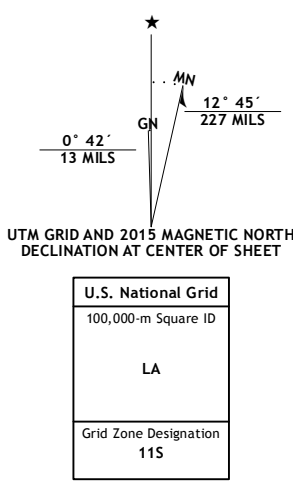 ★
MN
GN
12° 45´
227 MILS
0° 42´
13 MILS
UTM GRID AND 2015 MAGNETIC NORTH
DECLINATION AT CENTER OF SHEET
U.S. National Grid
100,000-m Square ID
LA
Grid Zone Designation
11S